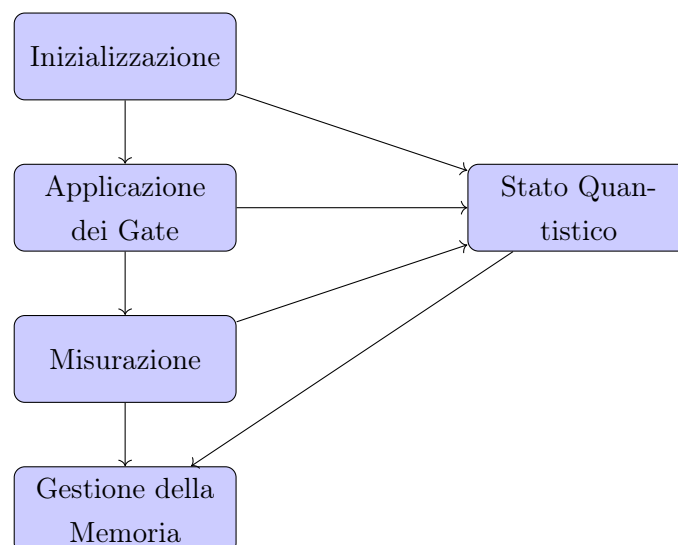 Inizializzazione
Applicazione
dei Gate
Stato Quan-
tistico
Misurazione
Gestione della
Memoria